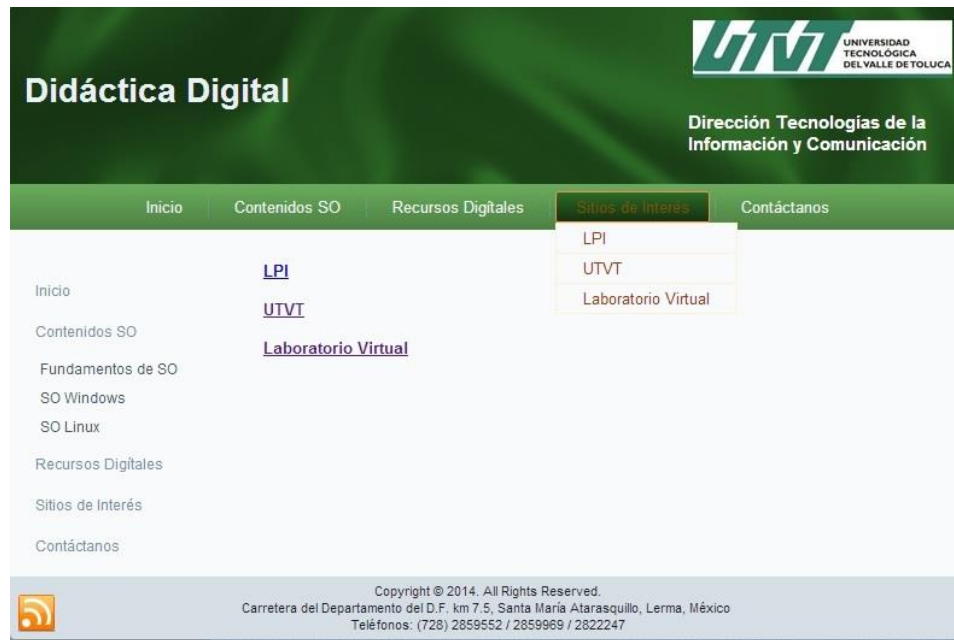 Didáctica Digital
UTVT
UNIVERSIDAD
TECNOLÓGICA
DEL VALLE DE TOLUCA
Dirección Tecnologías de la
Información y Comunicación
Inicio Contenidos SO Recursos Digítales Sitios de Interés Contáctanos
LPI
UTVT
Laboratorio Virtual
Inicio
Contenidos SO
Fundamentos de SO
SO Windows
SO Linux
Recursos Digítales
Sitios de Interés
Contáctanos
LPI
UTVT
Laboratorio Virtual
Copyright © 2014. All Rights Reserved.
Carretera del Departamento del D.F. km 7.5, Santa María Atarasquillo, Lerma, México
Teléfonos: (728) 2859552 / 2859969 / 2822247